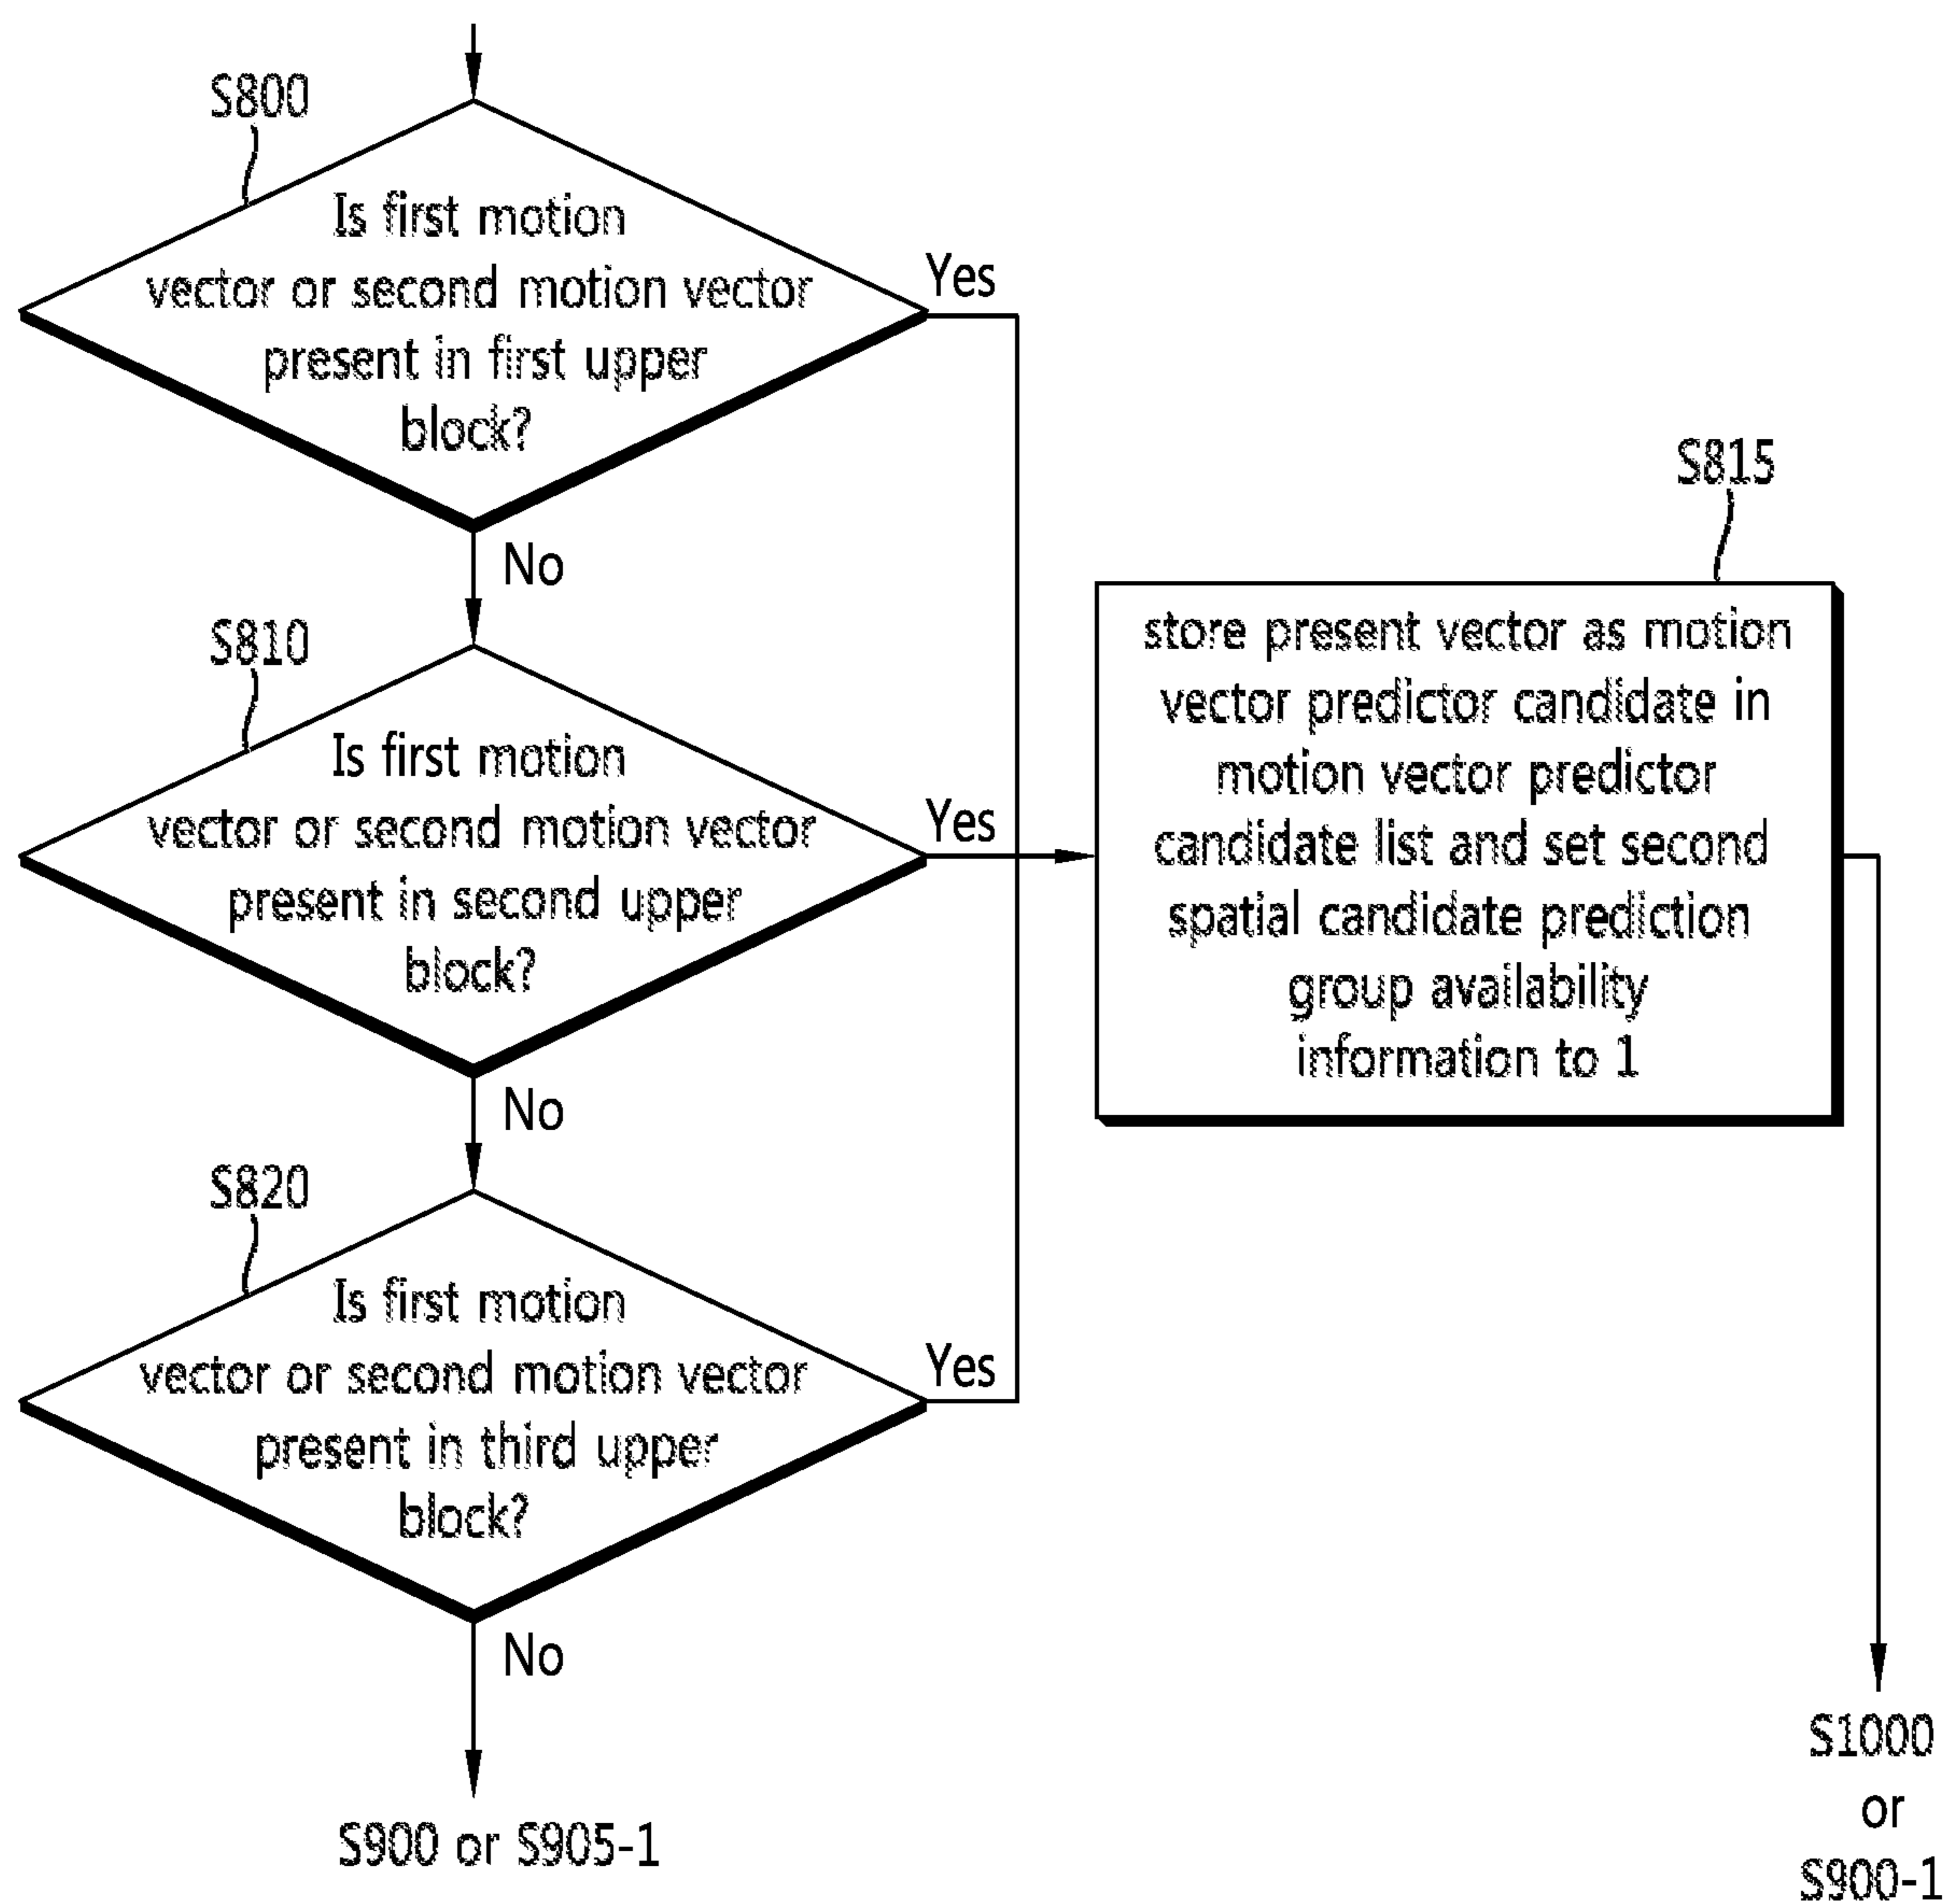 S800
Is first motion
vector or second motion vector
present in first upper
block?
Yes
No
S810
Is first motion
vector or second motion vector
present in second upper
block?
Yes
No
S815
store present vector as motion
vector predictor candidate in
motion vector predictor
candidate list and set second
spatial candidate prediction
group availability
information to 1
S820
Is first motion
vector or second motion vector
present in third upper
block?
Yes
No
S900 or S905-1
S1000
or
S900-1